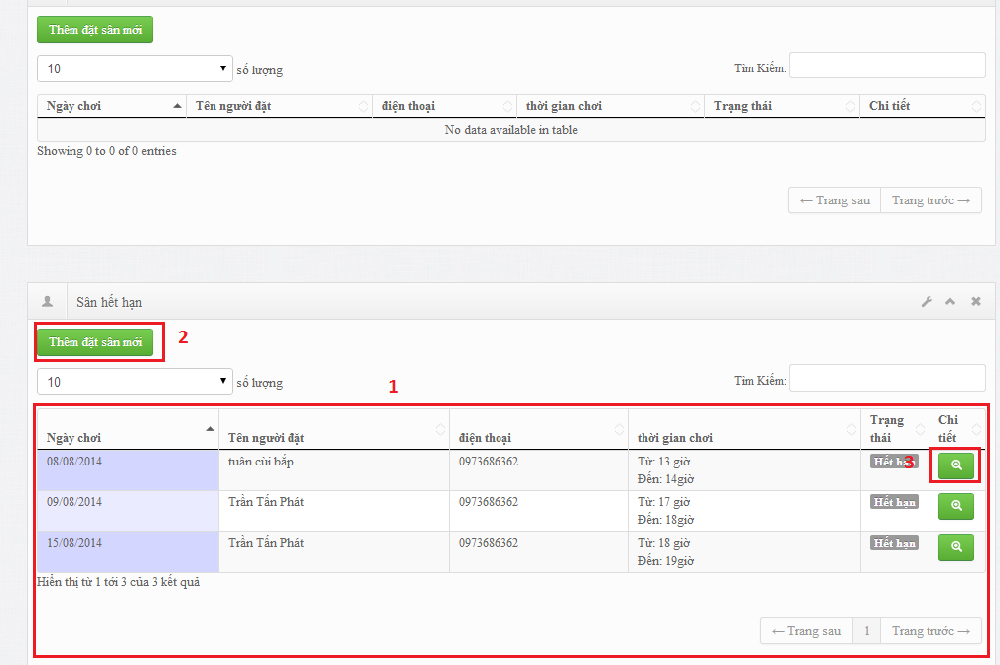 Thêm đặt sân mới
10 số lượng Tìm Kiếm:
Ngày chơi Tên người đặt điện thoại thời gian chơi Trạng thái Chi tiết
No data available in table
Showing 0 to 0 of 0 entries
← Trang sau Trang trước →
Sân hết hạn
Thêm đặt sân mới 2
10 số lượng Tìm Kiếm:
1
Ngày chơi Tên người đặt điện thoại thời gian chơi Trạng
thái Chi
tiết
08/08/2014 tuân cùi bắp 0973686362 Từ: 13 giờ
Đến: 14giờ Hết hạn 3
09/08/2014 Trần Tấn Phát 0973686362 Từ: 17 giờ
Đến: 18giờ Hết hạn
15/08/2014 Trần Tấn Phát 0973686362 Từ: 18 giờ
Đến: 19giờ Hết hạn
Hiển thị từ 1 tới 3 của 3 kết quả
← Trang sau 1 Trang trước →